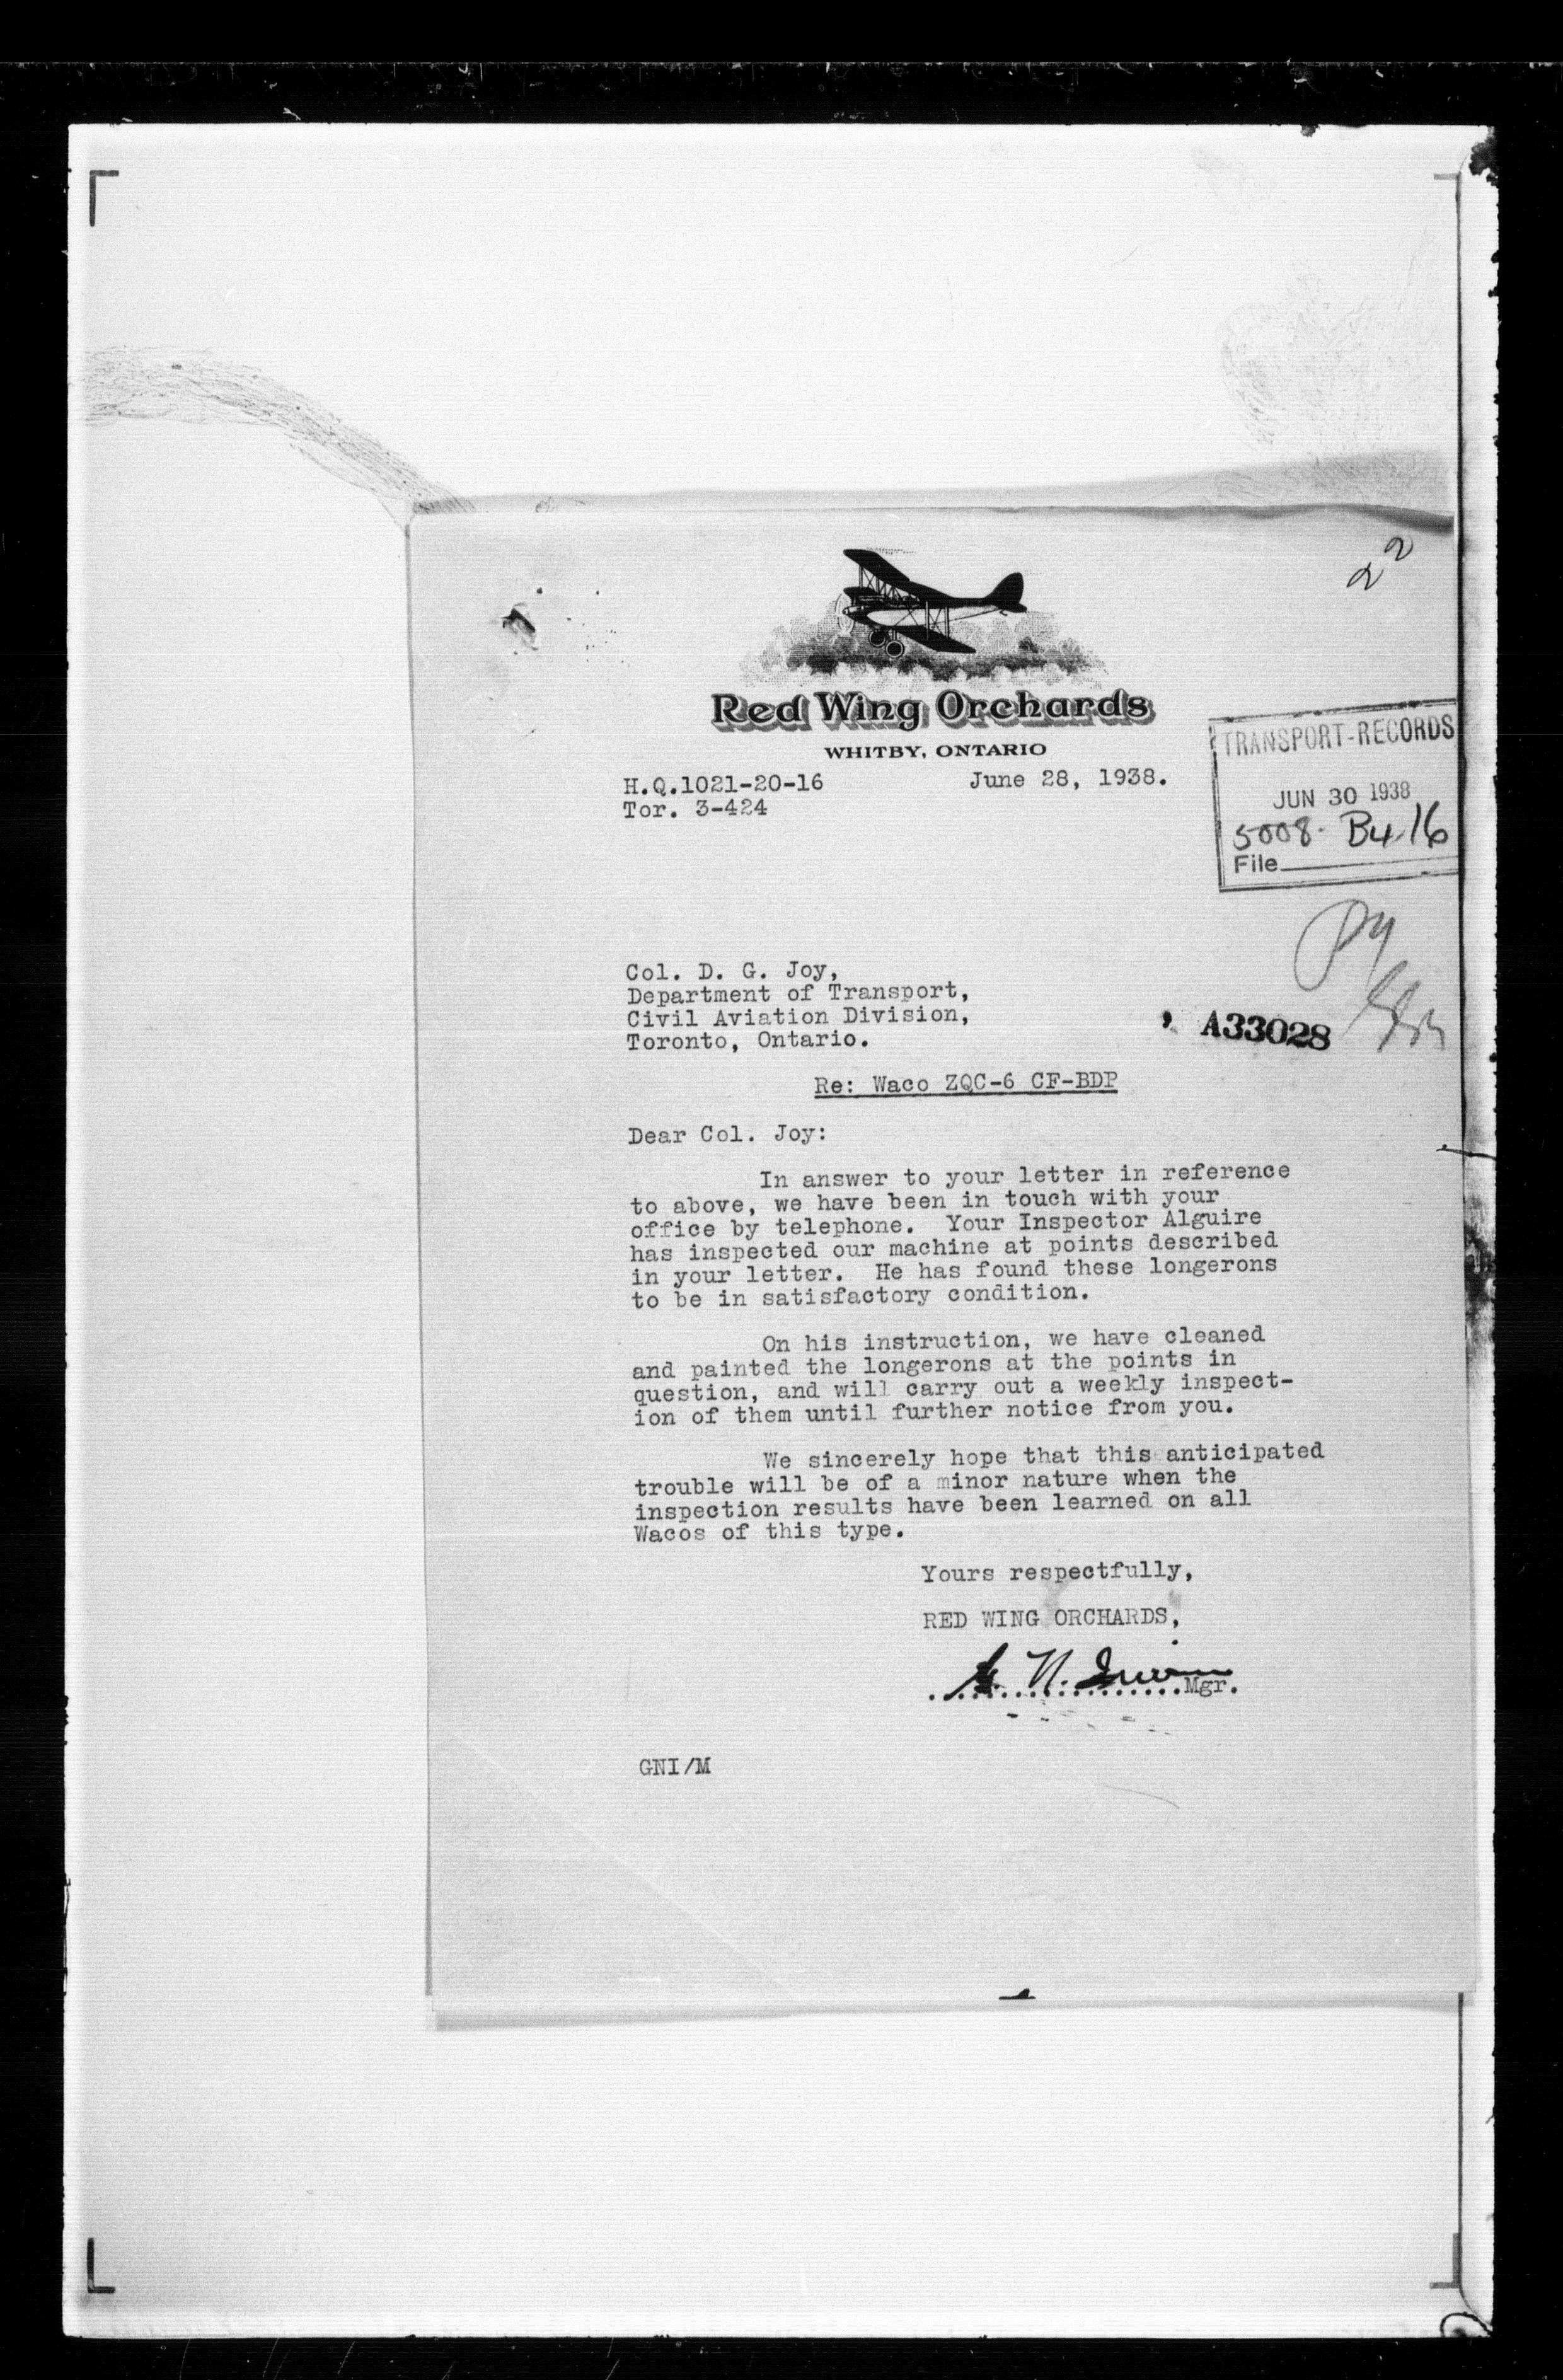 22
Red Wing Orchards
WHITBY, ONTARIO
H.Q.1021-20-16 June 28, 1938.
Tor. 3-424
TRANSPORT-RECORDS
JUN 30 1938
5008- B4-16
File
Col. D. G. Joy,
Department of Transport,
Civil Aviation Division,
Toronto, Ontario.
A33028
Re: Waco ZQC-6 CF-BDP
Dear Col. Joy:
In answer to your letter in reference
to above, we have been in touch with your
office by telephone. Your Inspector Alguire
has inspected our machine at points described
in your letter. He has found these longerons
to be in satisfactory condition.
On his instruction, we have cleaned
and painted the longerons at the points in
question, and will carry out a weekly inspect-
ion of them until further notice from you.
We sincerely hope that this anticipated
trouble will be of a minor nature when the
inspection results have been learned on all
Wacos of this type.
Yours respectfully,
RED WING ORCHARDS,
G. N. Irwin
..................Mgr.
GNI/M